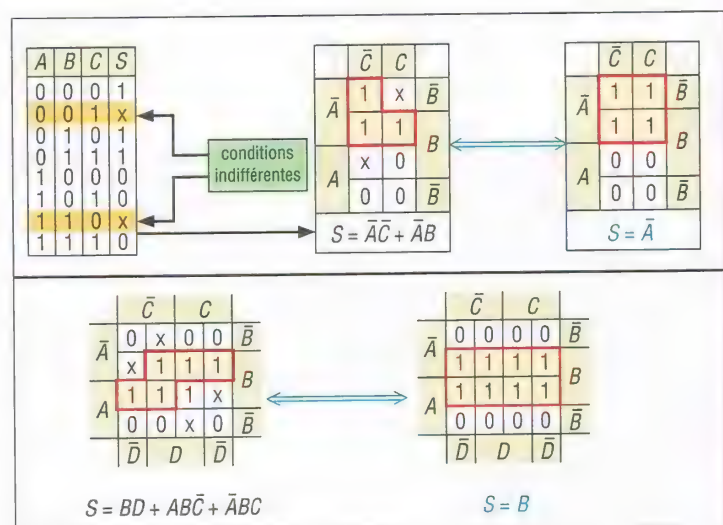 A B C S
0 0 0 1
0 0 1 x
0 1 0 1
0 1 1 1
1 0 0 0
1 0 1 0
1 1 0 x
1 1 1 0
conditions
indifférentes
C̄ C
Ā 1 x B̄
1 1 B
A x 0
0 0 B̄
S = ĀC̄ + ĀB
C̄ C
Ā 1 1 B̄
1 1 B
A 0 0
0 0 B̄
S = Ā
C̄ C
Ā 0 x 0 0 B̄
x 1 1 1 B
A 1 1 1 x
0 0 x 0 B̄
D̄ D D̄
S = BD + ABC̄ + ĀBC
C̄ C
Ā 0 0 0 0 B̄
1 1 1 1 B
A 1 1 1 1
0 0 0 0 B̄
D̄ D D̄
S = B